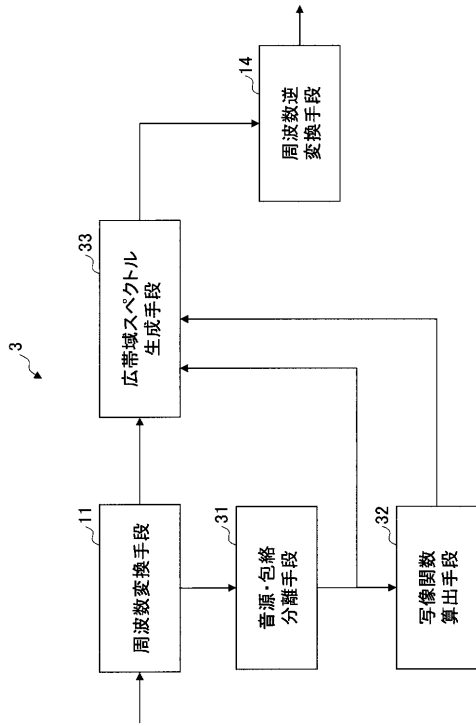 3
11
周波数変換手段
33
広帯域スペクトル
生成手段
14
周波数逆
変換手段
31
音源・包絡
分離手段
32
写像関数
算出手段